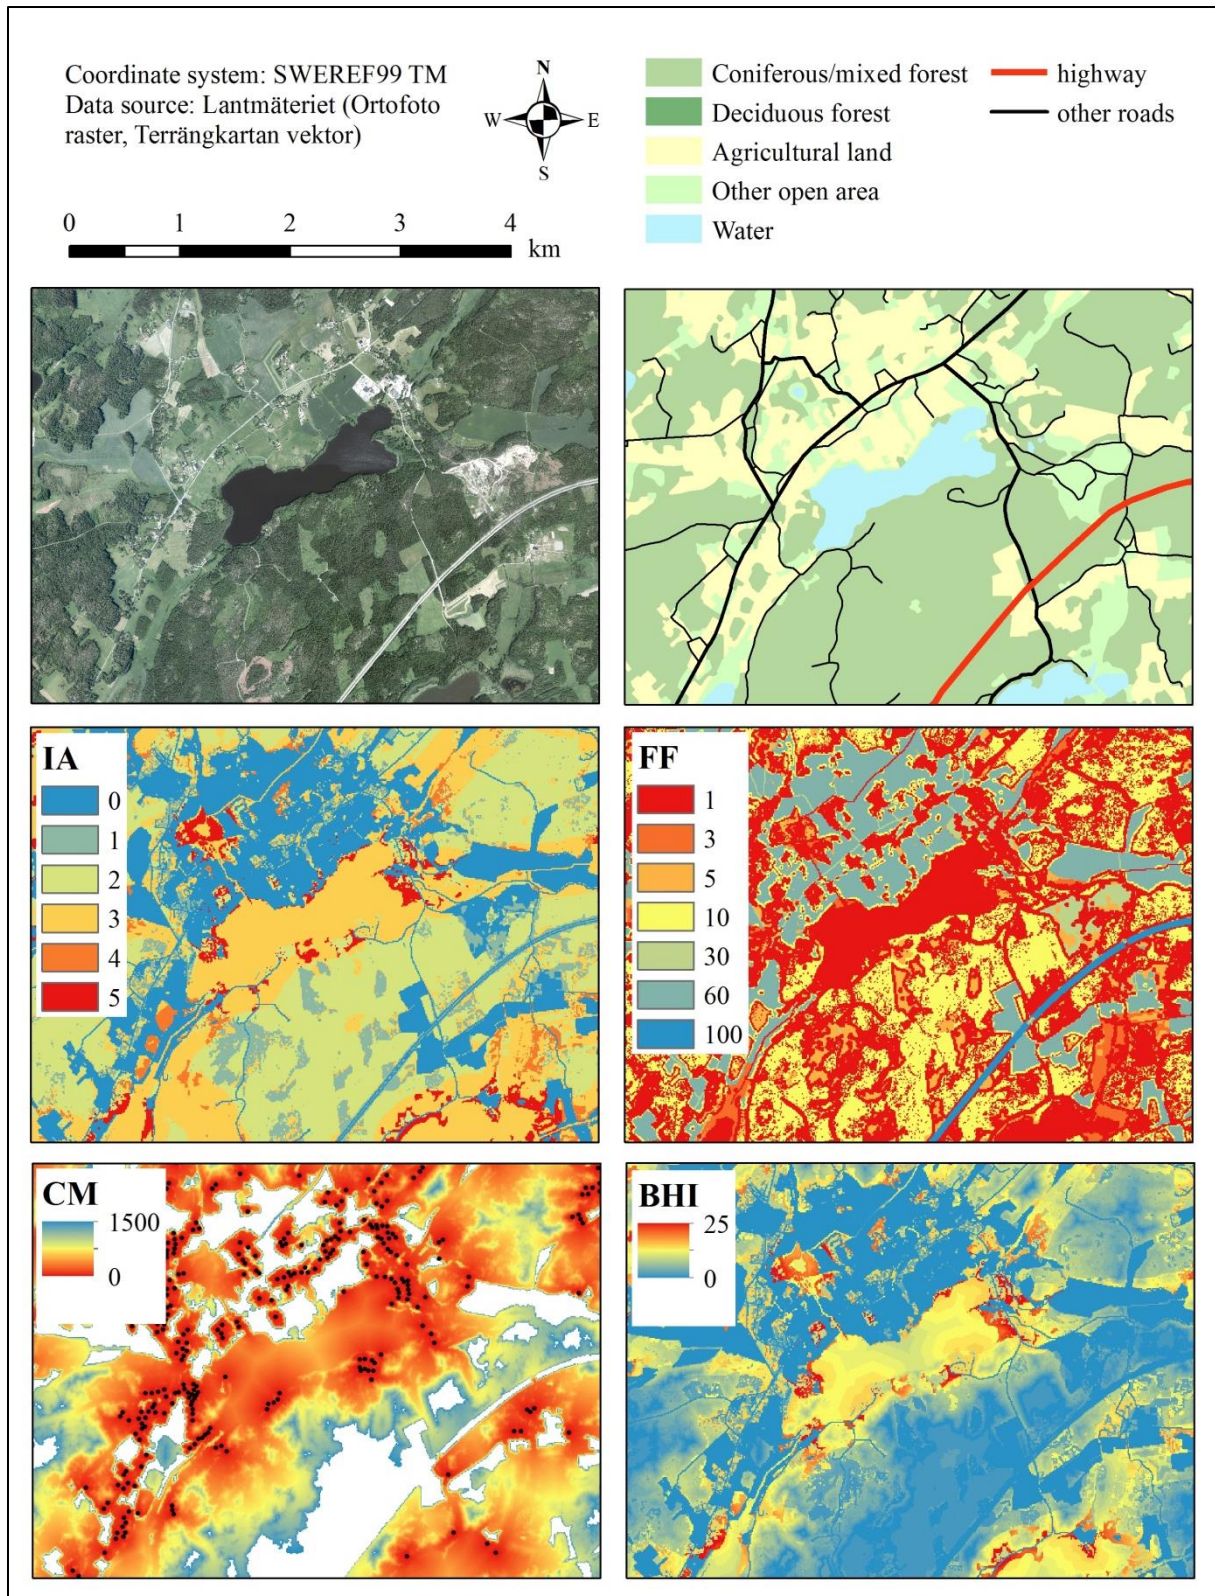 Coordinate system: SWEREF99 TM
Data source: Lantmäteriet (Ortofoto
raster, Terrängkartan vektor)
N
W
E
S
0
1
2
3
4
km
Coniferous/mixed forest
Deciduous forest
Agricultural land
Other open area
Water
highway
other roads
IA
0
1
2
3
4
5
FF
1
3
5
10
30
60
100
CM
1500
0
BHI
25
0